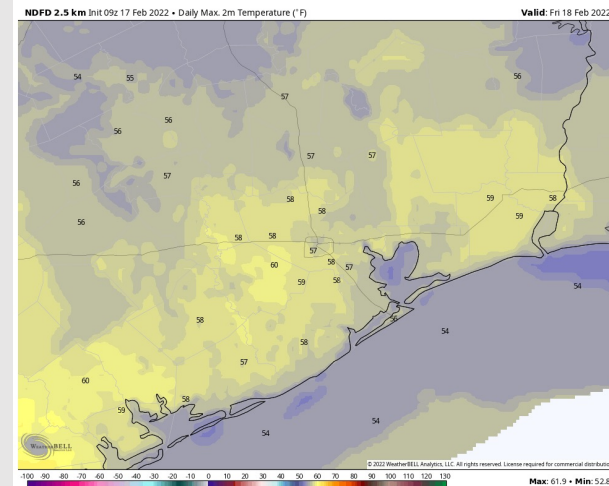 NDFD 2.5 km Init 09z 17 Feb 2022 • Daily Max. 2m Temperature (°F)
Valid: Fri 18 Feb 2022
54 55 56
57
56
56
57 57
56 57
58 59 58
58 59
56
58 58 57
60 58 57
59 58 54
58 56 54
58
57
60
58
59
54
54
WEATHERBELL
© 2022 WeatherBELL Analytics, LLC. All rights reserved. License required for commercial distributio
-100 -90 -80 -70 -60 -50 -40 -30 -20 -10 0 10 20 30 40 50 60 70 80 90 100 110 120 130
Max: 61.9 • Min: 52.